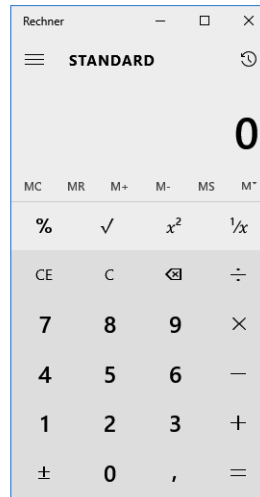 Rechner
STANDARD
0
MC MR M+ M- MS M˅
% √ x² ¹/x
CE C ⌫ ÷
7 8 9 ×
4 5 6 −
1 2 3 +
± 0 , =